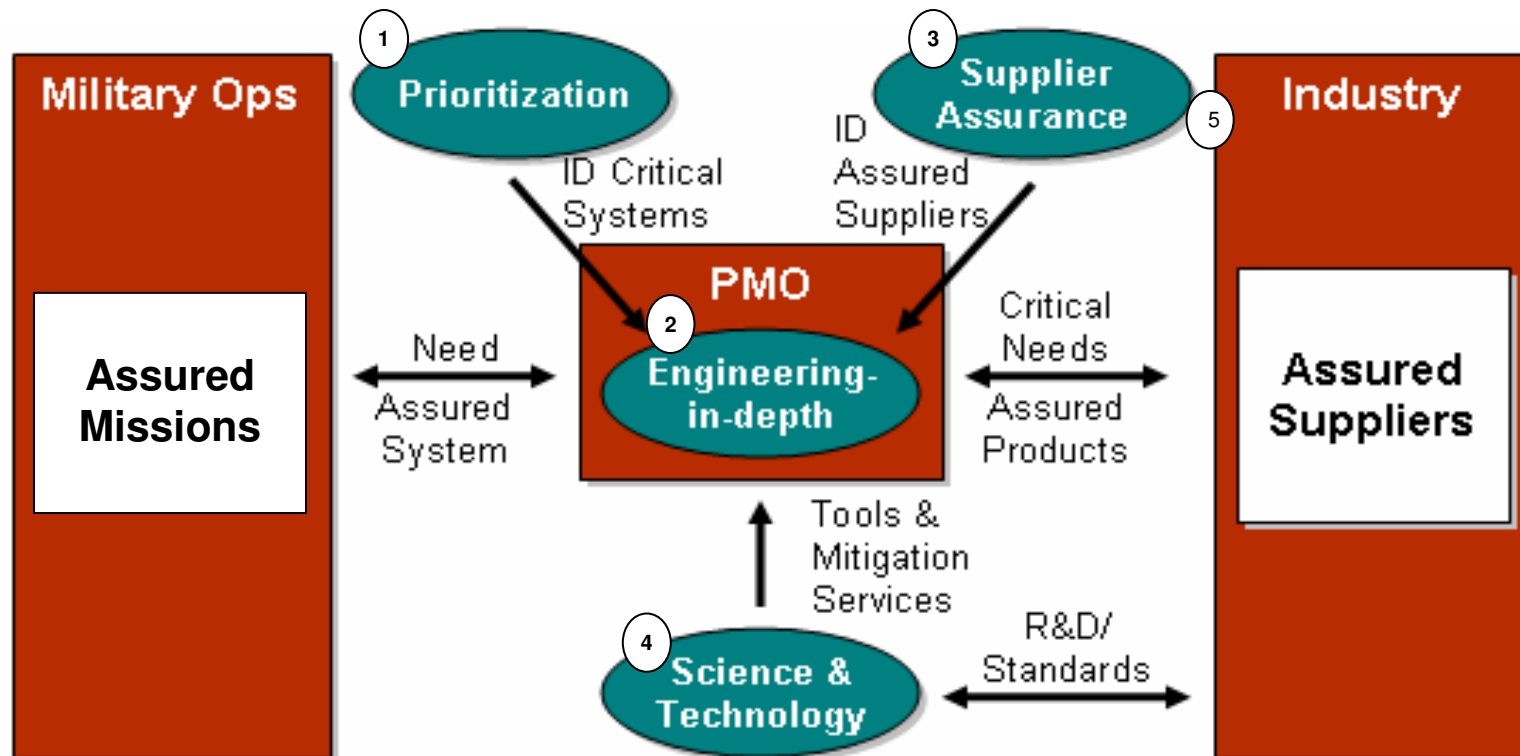 1
Prioritization
3
Supplier
Assurance
5
Military Ops
Industry
ID Critical
Systems
ID
Assured
Suppliers
PMO
2
Engineering-
in-depth
Assured
Missions
Need
Assured
System
Critical
Needs
Assured
Products
Assured
Suppliers
Tools &
Mitigation
Services
4
Science &
Technology
R&D/
Standards